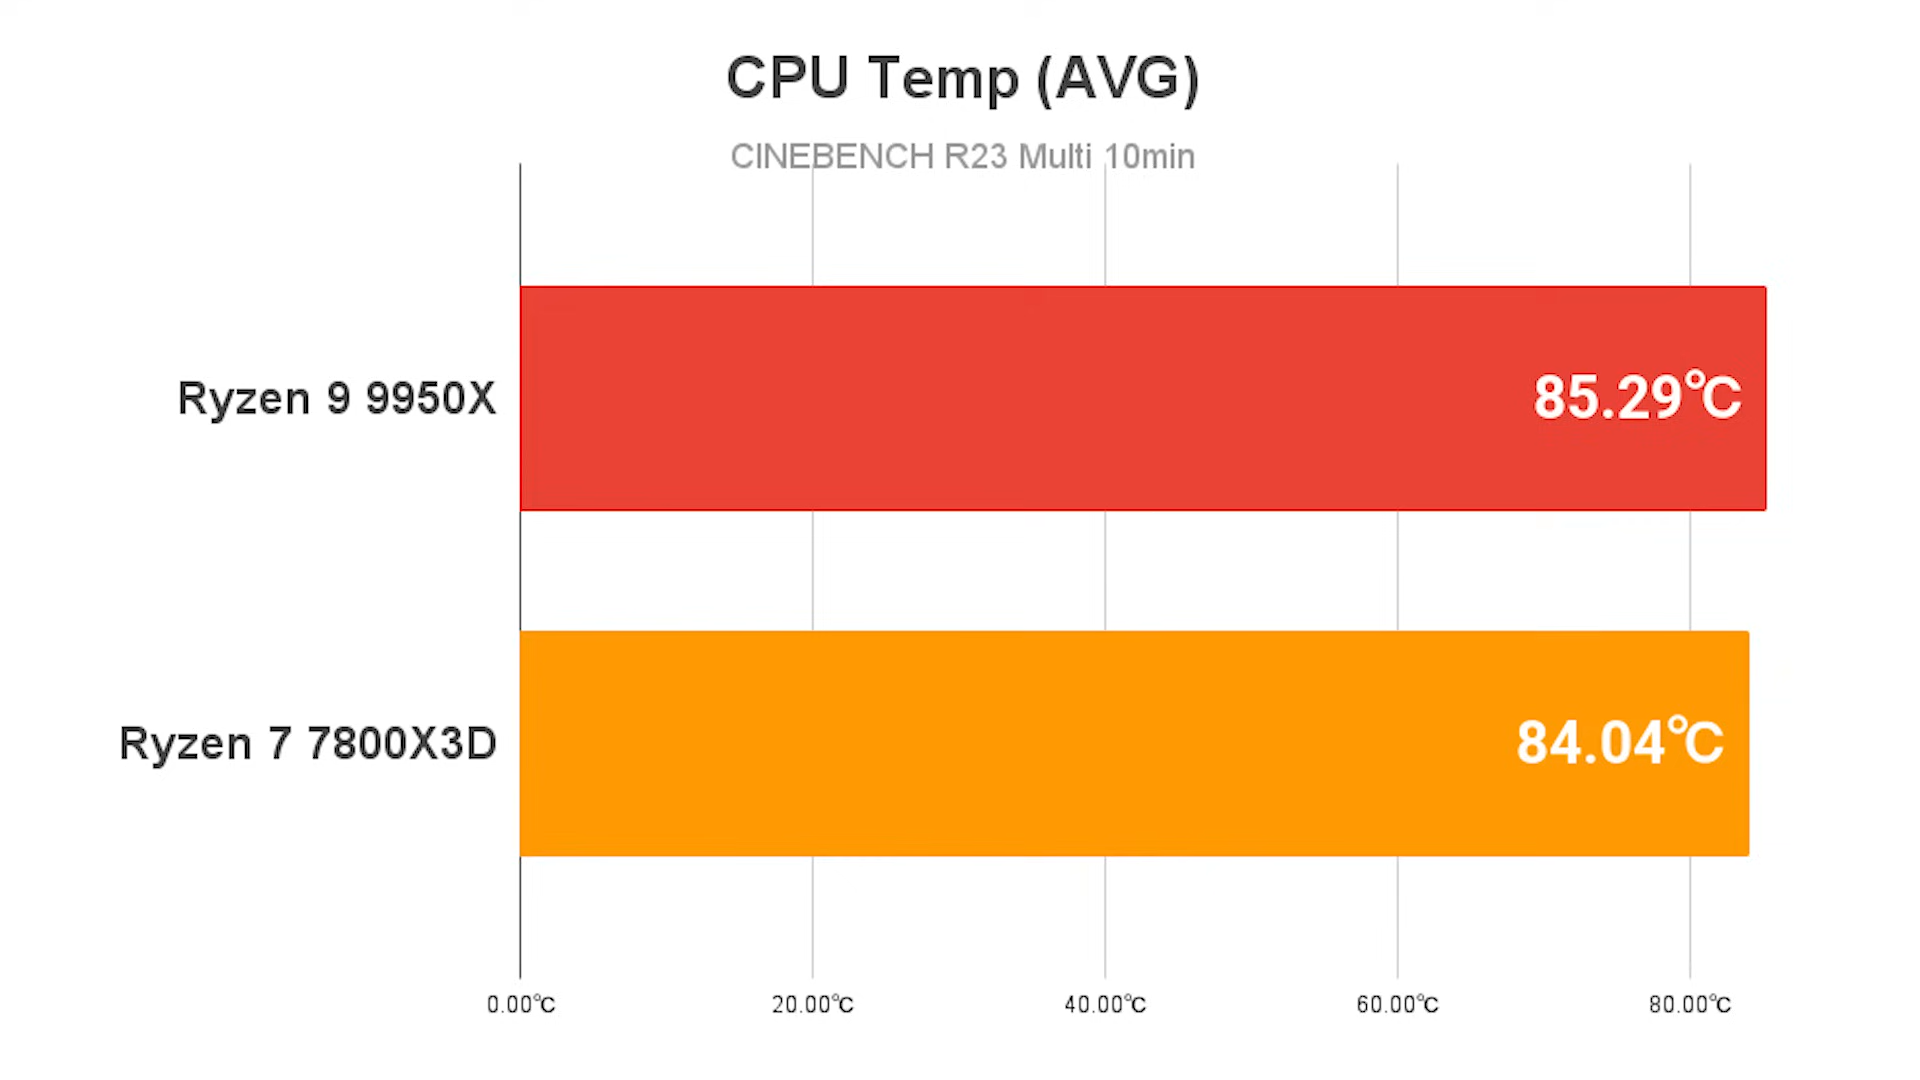 CPU Temp (AVG)
CINEBENCH R23 Multi 10min
Ryzen 9 9950X
85.29℃
Ryzen 7 7800X3D
84.04℃
0.00℃ 20.00℃ 40.00℃ 60.00℃ 80.00℃